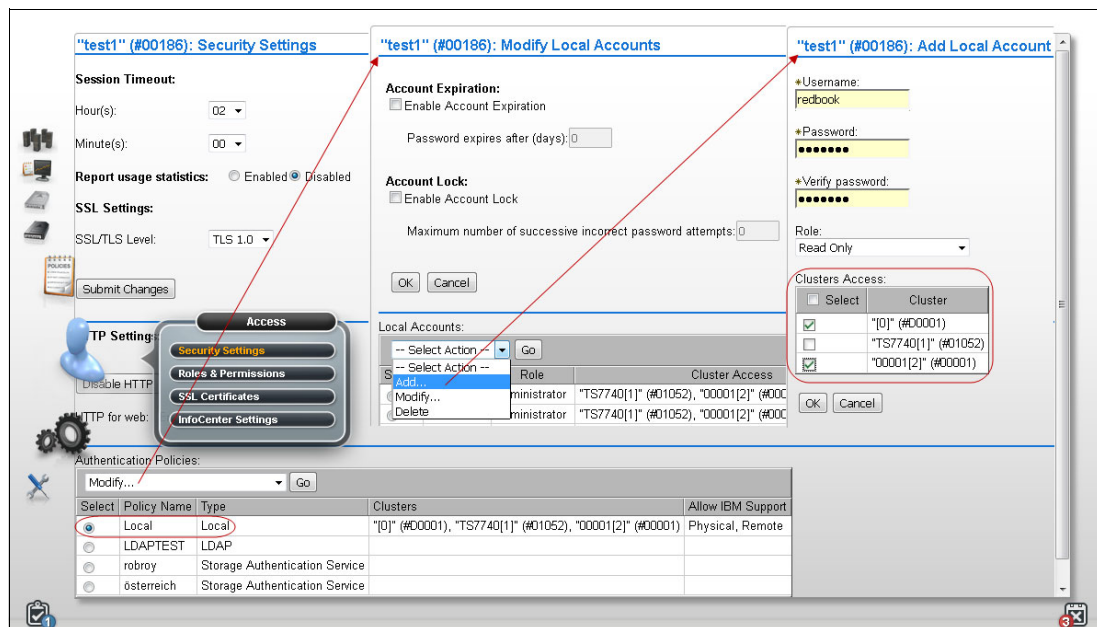 "test1" (#00186): Security Settings
Session Timeout:
Hour(s): 02
Minute(s): 00
Report usage statistics: Enabled Disabled
SSL Settings:
SSL/TLS Level: TLS 1.0
Submit Changes
TP Settings
Disable HTTP
HTTP for web:
POLICIES
Access
Security Settings
Roles & Permissions
SSL Certificates
InfoCenter Settings
"test1" (#00186): Modify Local Accounts
Account Expiration:
Enable Account Expiration
Password expires after (days): 0
Account Lock:
Enable Account Lock
Maximum number of successive incorrect password attempts: 0
OK Cancel
Local Accounts:
-- Select Action -- Go
-- Select Action --
Add...
Modify...
Delete
S Role Cluster Access
ministrator "TS7740[1]" (#01052), "00001[2]" (#000
ministrator "TS7740[1]" (#01052), "00001[2]" (#000
"test1" (#00186): Add Local Account
*Username:
redbook
*Password:
*Verify password:
Role:
Read Only
Clusters Access:
Select Cluster
"[0]" (#D0001)
"TS7740[1]" (#01052)
"00001[2]" (#00001)
OK Cancel
Authentication Policies:
Modify... Go
Select Policy Name Type Clusters Allow IBM Support
Local Local "[0]" (#D0001), "TS7740[1]" (#01052), "00001[2]" (#00001) Physical, Remote
LDAPTEST LDAP
robroy Storage Authentication Service
österreich Storage Authentication Service
1
3